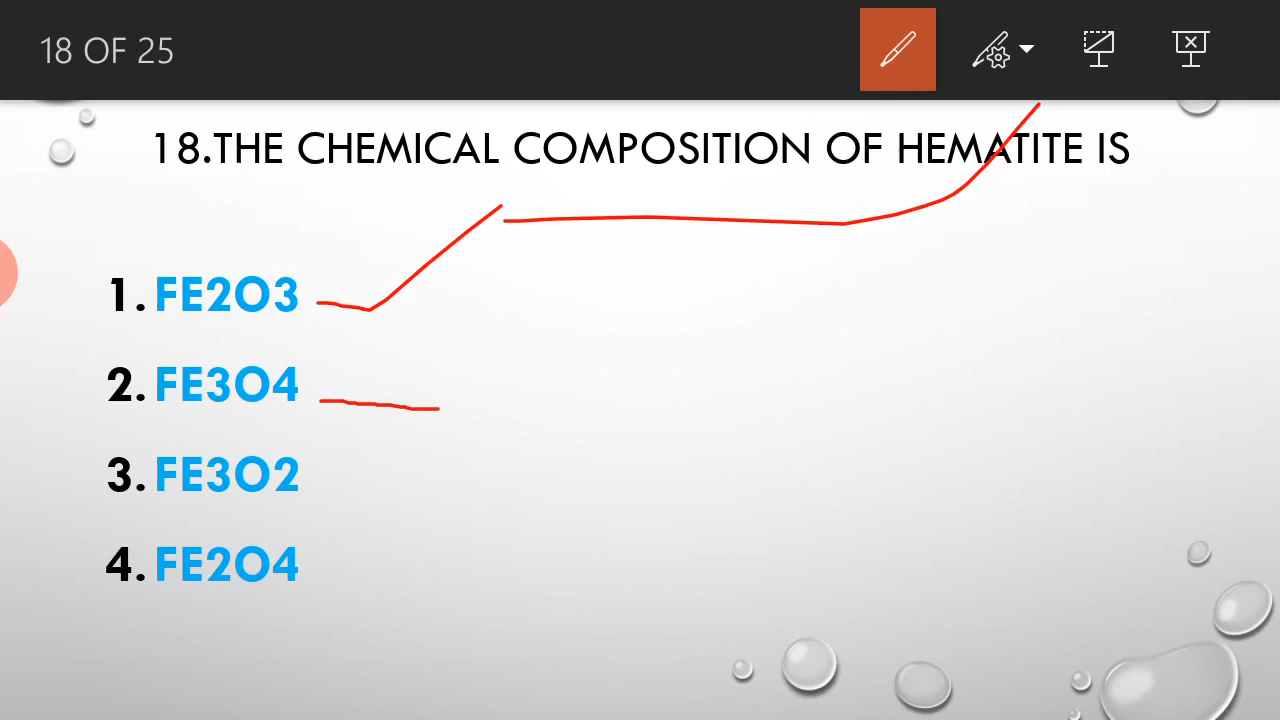 18 OF 25
18.THE CHEMICAL COMPOSITION OF HEMATITE IS
1. FE2O3
2. FE3O4
3. FE3O2
4. FE2O4